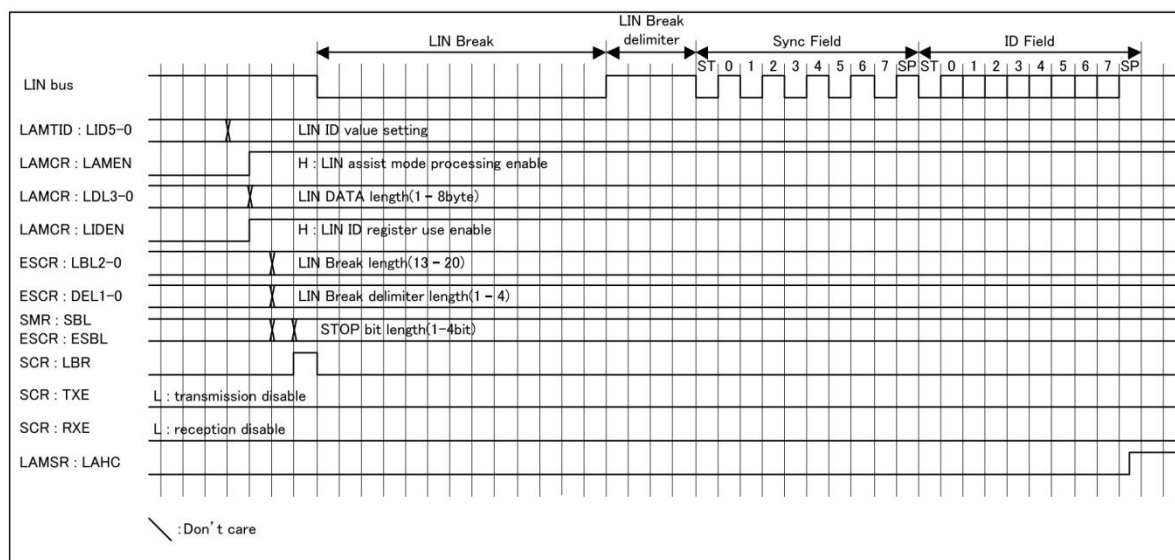 LIN Break
LIN Break delimiter
Sync Field
ID Field
ST 0 1 2 3 4 5 6 7 SP ST 0 1 2 3 4 5 6 7 SP
LIN bus
LAMTID : LID5-0 LIN ID value setting
LAMCR : LAMEN H : LIN assist mode processing enable
LAMCR : LDL3-0 LIN DATA length(1 - 8byte)
LAMCR : LIDEN H : LIN ID register use enable
ESCR : LBL2-0 LIN Break length(13 - 20)
ESCR : DEL1-0 LIN Break delimiter length(1 - 4)
SMR : SBL
ESCR : ESBL STOP bit length(1-4bit)
SCR : LBR
SCR : TXE L : transmission disable
SCR : RXE L : reception disable
LAMSR : LAHC
:Don't care